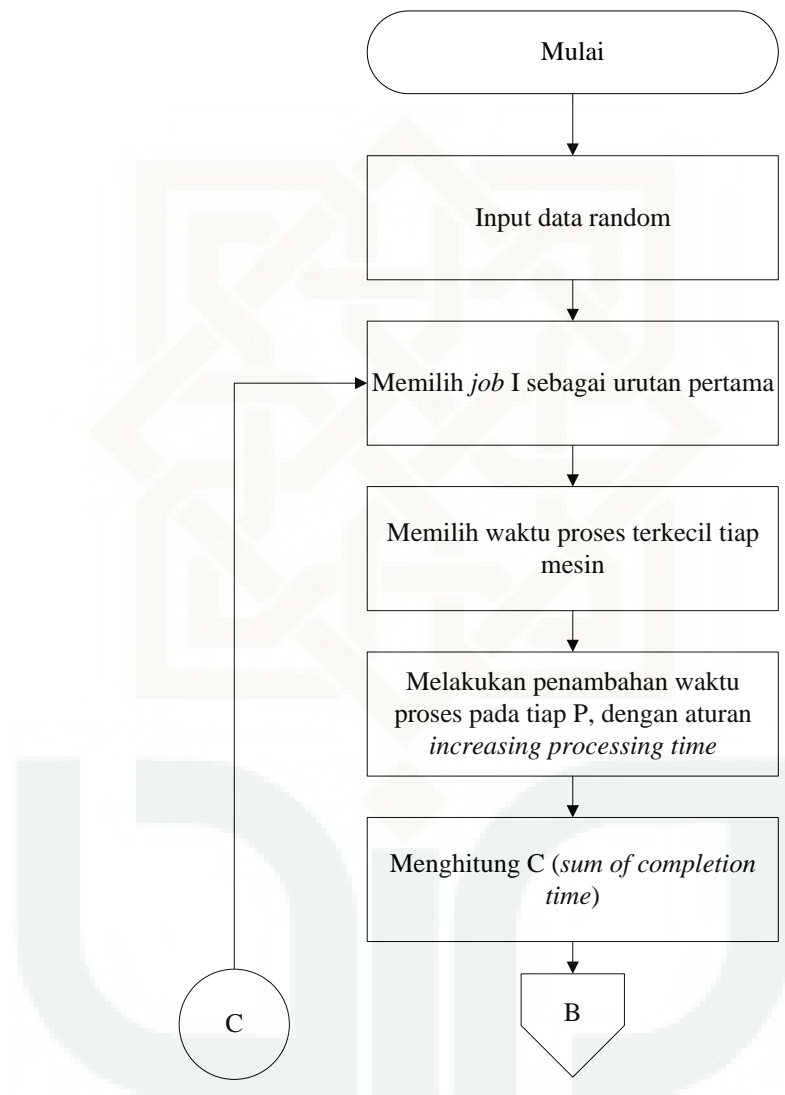 Mulai
Input data random
Memilih job I sebagai urutan pertama
Memilih waktu proses terkecil tiap
mesin
Melakukan penambahan waktu
proses pada tiap P, dengan aturan
increasing processing time
Menghitung C (sum of completion
time)
C
B